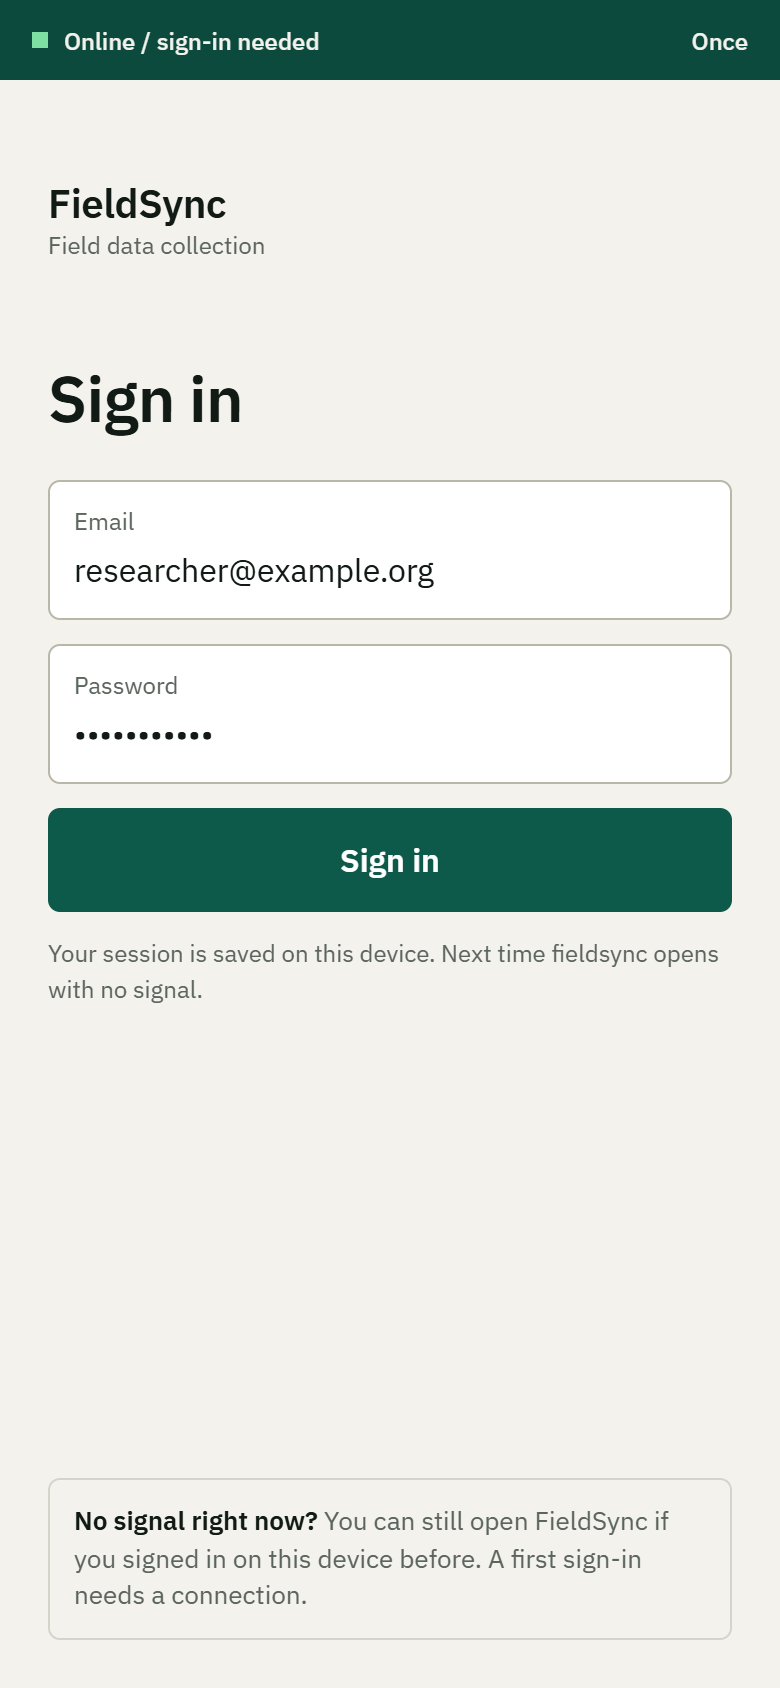 Online / sign-in needed
Once
FieldSync
Field data collection
Sign in
Email
researcher@example.org
Password
•••••••••••
Sign in
Your session is saved on this device. Next time fieldsync opens
with no signal.
No signal right now? You can still open FieldSync if
you signed in on this device before. A first sign-in
needs a connection.